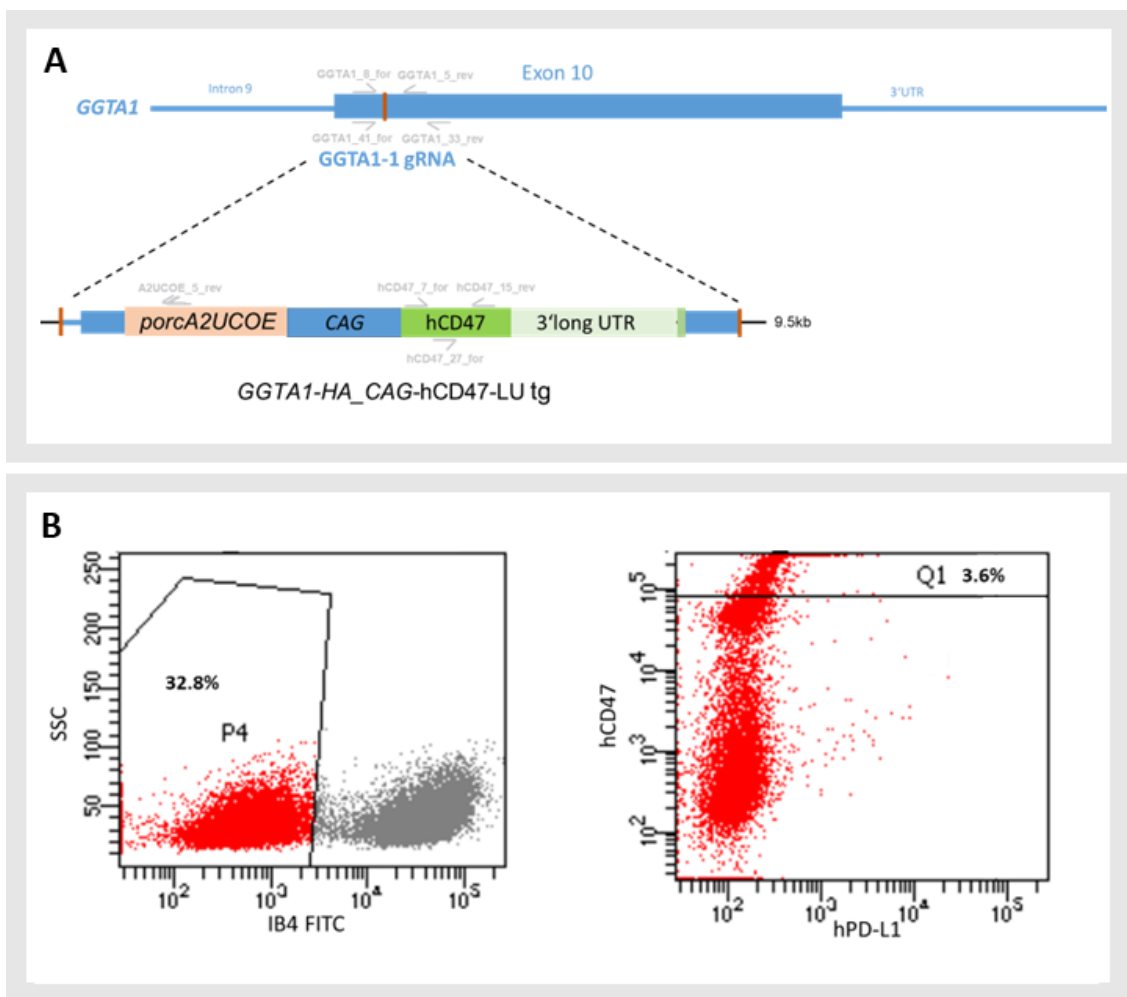 A
GGTA1_8_for GGTA1_5_rev Exon 10
Intron 9
3'UTR
GGTA1
GGTA1_41_for GGTA1_33_rev
GGTA1-1 gRNA
A2UCOE_5_rev hCD47_7_for hCD47_15_rev
porcA2UCOE CAG hCD47 3'long UTR 9.5kb
hCD47_27_for
GGTA1-HA_CAG-hCD47-LU tg
B
SSC
250
200
150
100
50
32.8%
P4
10² 10³ 10⁴ 10⁵
IB4 FITC
hCD47
10⁵
10⁴
10³
10²
Q1 3.6%
10² 10³ 10⁴ 10⁵
hPD-L1